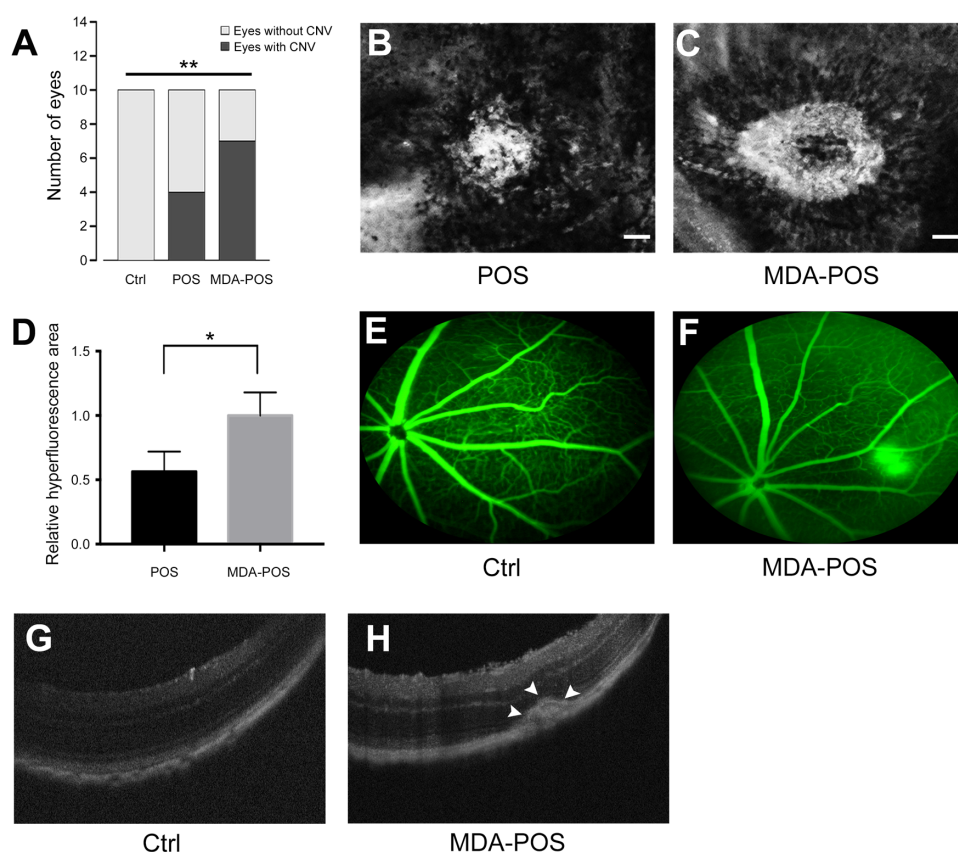 A
Number of eyes
14
12
10
8
6
4
2
0
Eyes without CNV
Eyes with CNV
**
Ctrl POS MDA-POS
B
POS
C
MDA-POS
D
Relative hyperfluorescence area
1.5
1.0
0.5
0.0
*
POS MDA-POS
E
Ctrl
F
MDA-POS
G
Ctrl
H
MDA-POS